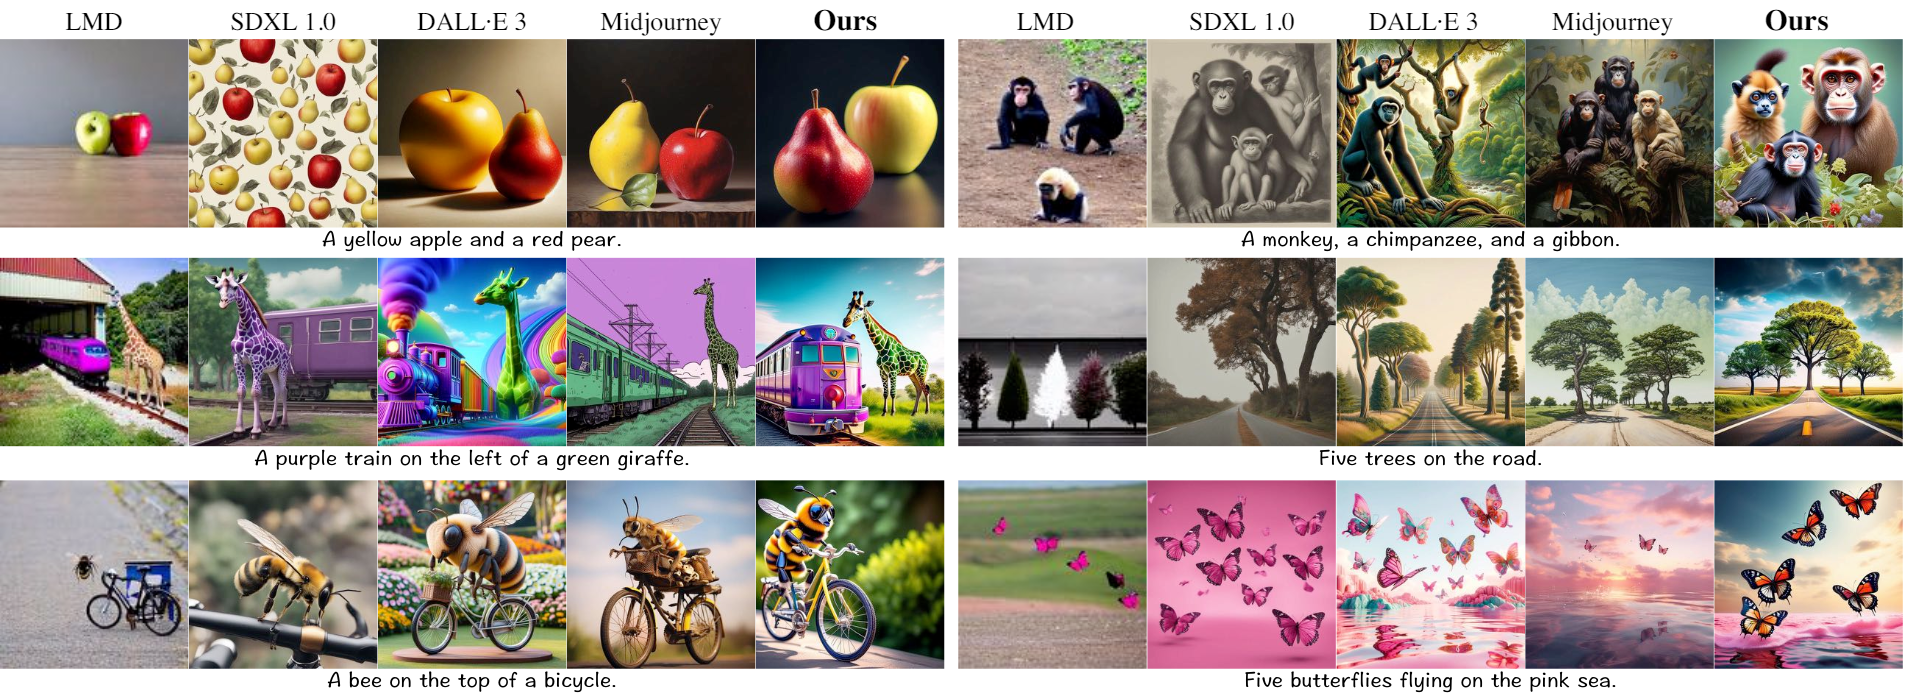 LMD SDXL 1.0 DALL·E 3 Midjourney Ours LMD SDXL 1.0 DALL·E 3 Midjourney Ours
A yellow apple and a red pear. A monkey, a chimpanzee, and a gibbon.
A purple train on the left of a green giraffe. Five trees on the road.
A bee on the top of a bicycle. Five butterflies flying on the pink sea.